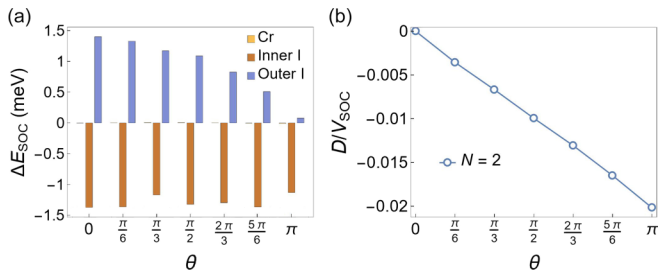 (a)
1.5
1
0.5
0
−0.5
−1
−1.5
ΔE_SOC (meV)
Cr
Inner I
Outer I
0 π/6 π/3 π/2 2π/3 5π/6 π
θ
(b)
0
−0.005
−0.01
−0.015
−0.02
D/V_SOC
N = 2
0 π/6 π/3 π/2 2π/3 5π/6 π
θ